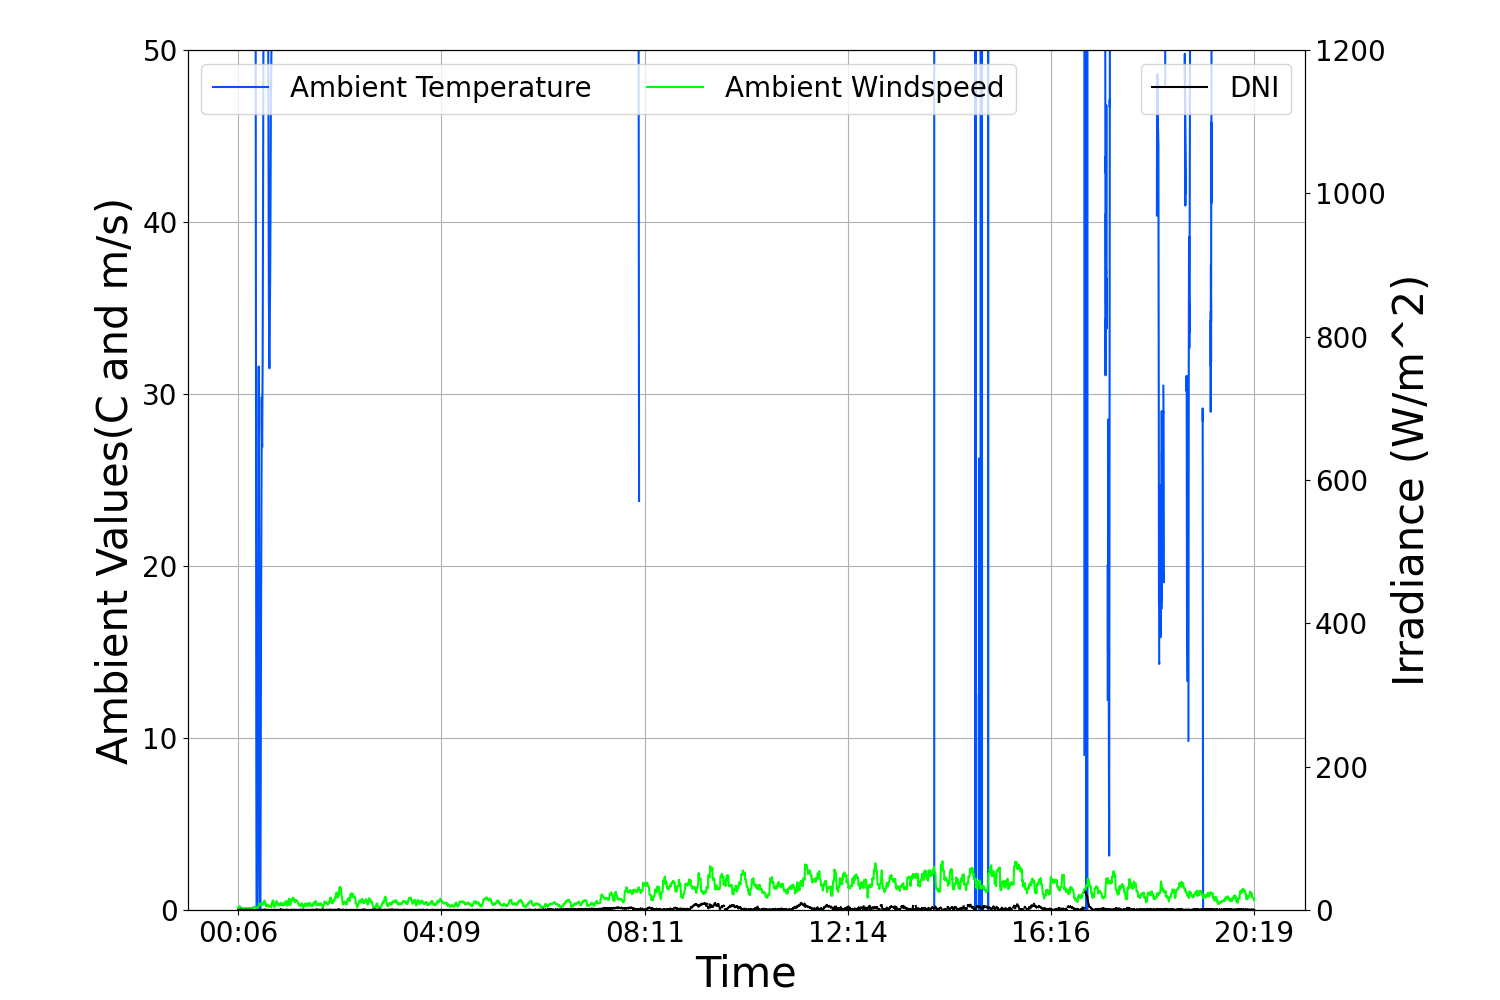 Ambient Temperature Ambient Windspeed DNI
50
40
30
20
10
0
Ambient Values(C and m/s)
1200
1000
800
600
400
200
0
Irradiance (W/m^2)
00:06 04:09 08:11 12:14 16:16 20:19
Time